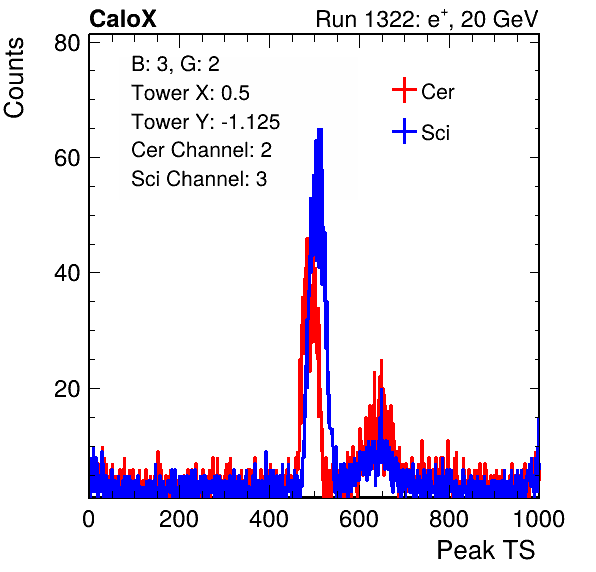 CaloX Run 1322: e⁺, 20 GeV
B: 3, G: 2
Tower X: 0.5
Tower Y: -1.125
Cer Channel: 2
Sci Channel: 3
Cer
Sci
Counts
80
60
40
20
0 200 400 600 800 1000
Peak TS